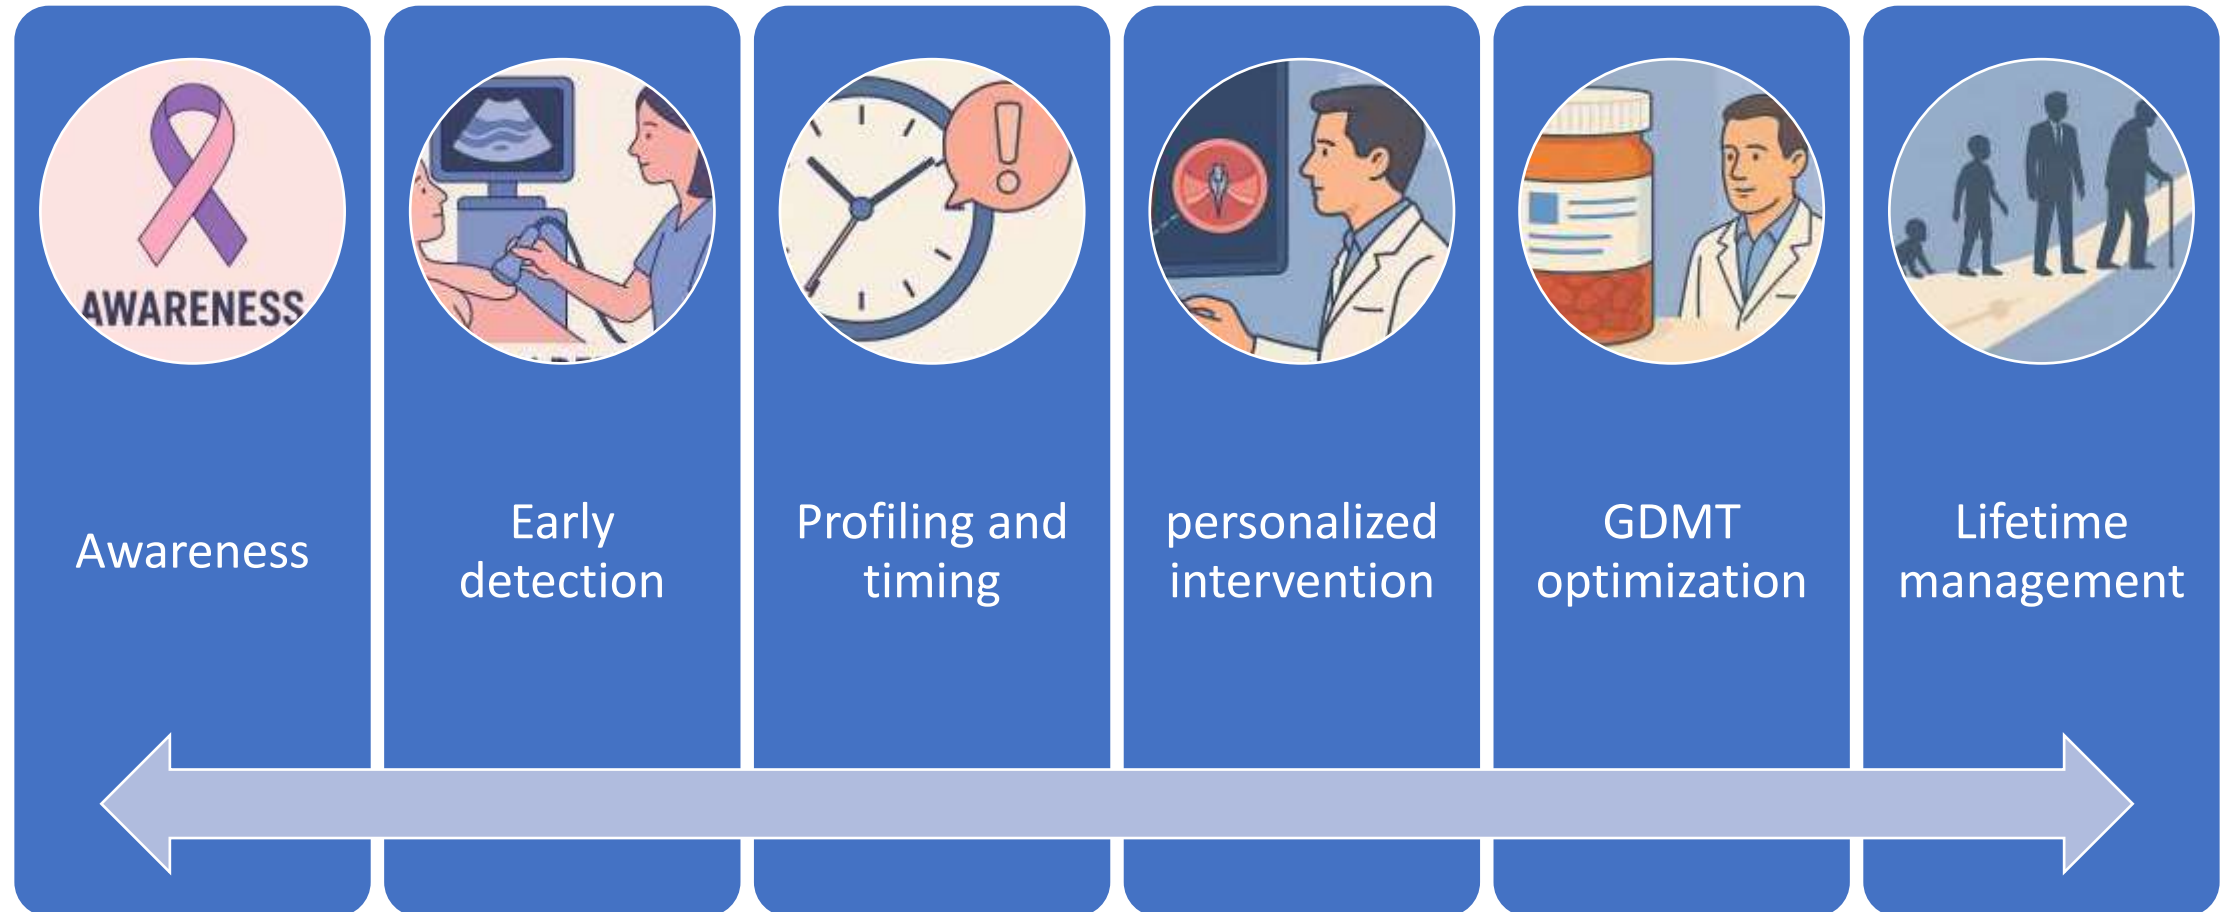 AWARENESS
Awareness
Early
detection
Profiling and
timing
personalized
intervention
GDMT
optimization
Lifetime
management